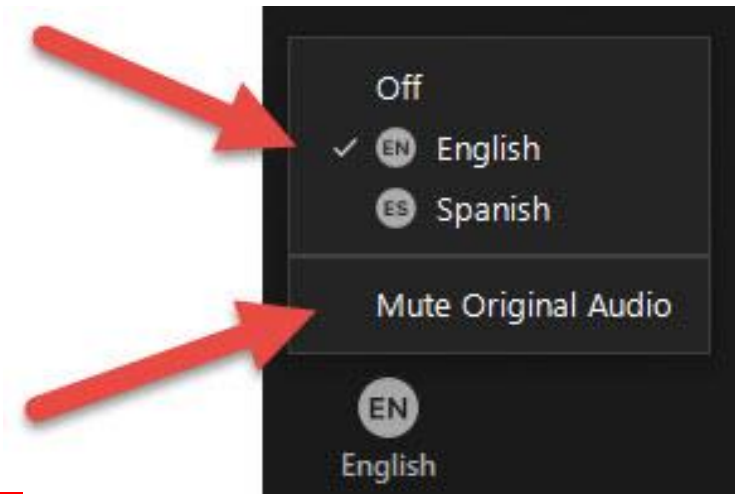 Off
EN English
ES Spanish
Mute Original Audio
EN
English